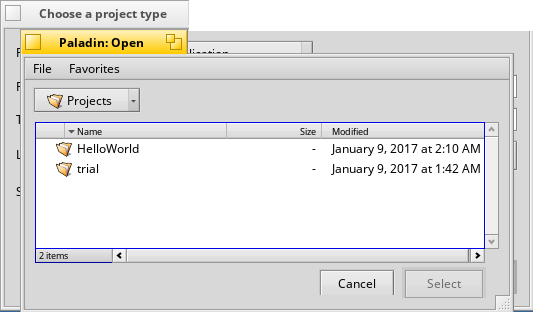 Choose a project type
Paladin: Open
File Favorites
Projects
Name Size Modified
HelloWorld - January 9, 2017 at 2:10 AM
trial - January 9, 2017 at 1:42 AM
2 items
Cancel Select